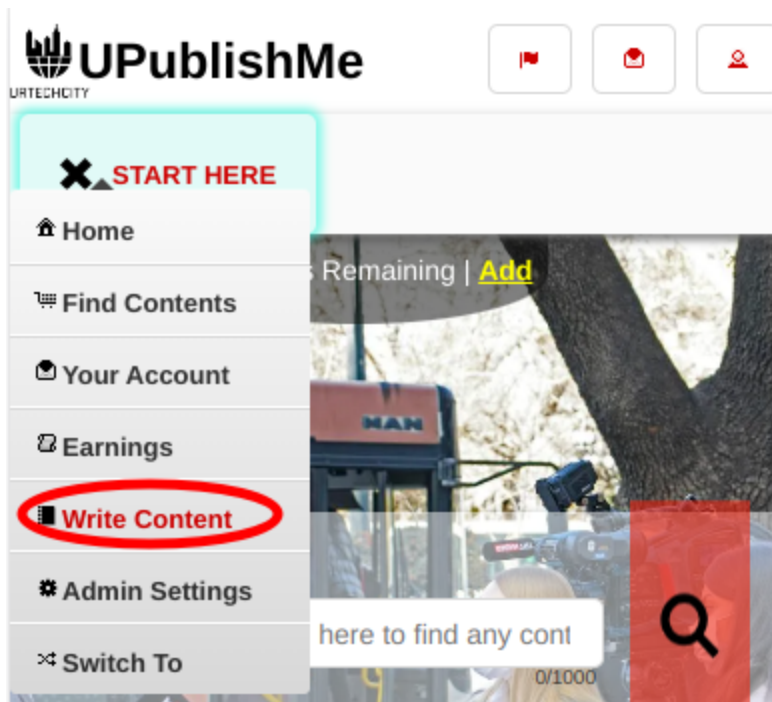 UPublishMe
URTECHCITY
START HERE
Home
Remaining | Add
Find Contents
Your Account
MAN
Earnings
Write Content
Admin Settings
here to find any cont
0/1000
Switch To